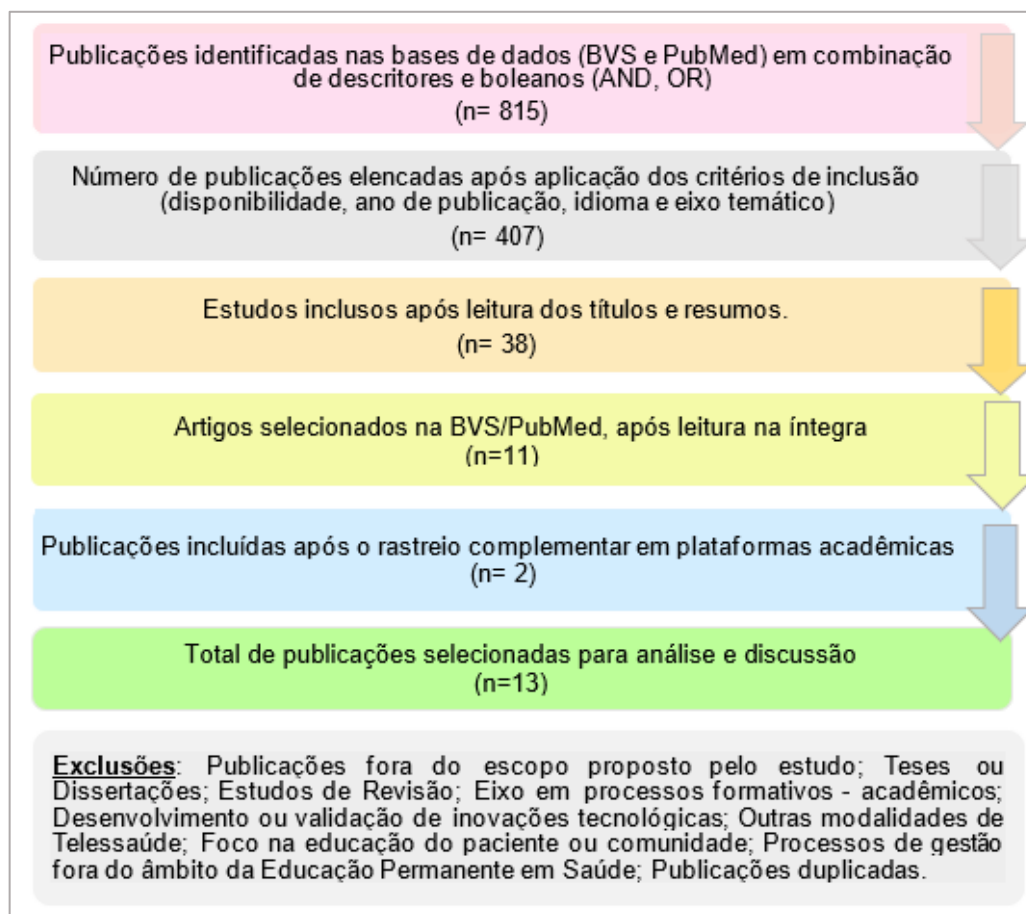 Publicações identificadas nas bases de dados (BVS e PubMed) em combinação
de descritores e boleanos (AND, OR)
(n= 815)
Número de publicações elencadas após aplicação dos critérios de inclusão
(disponibilidade, ano de publicação, idioma e eixo temático)
(n= 407)
Estudos inclusos após leitura dos títulos e resumos.
(n= 38)
Artigos selecionados na BVS/PubMed, após leitura na íntegra
(n=11)
Publicações incluídas após o rastreio complementar em plataformas acadêmicas
(n= 2)
Total de publicações selecionadas para análise e discussão
(n=13)
Exclusões: Publicações fora do escopo proposto pelo estudo; Teses ou
Dissertações; Estudos de Revisão; Eixo em processos formativos - acadêmicos;
Desenvolvimento ou validação de inovações tecnológicas; Outras modalidades de
Telessaúde; Foco na educação do paciente ou comunidade; Processos de gestão
fora do âmbito da Educação Permanente em Saúde; Publicações duplicadas.